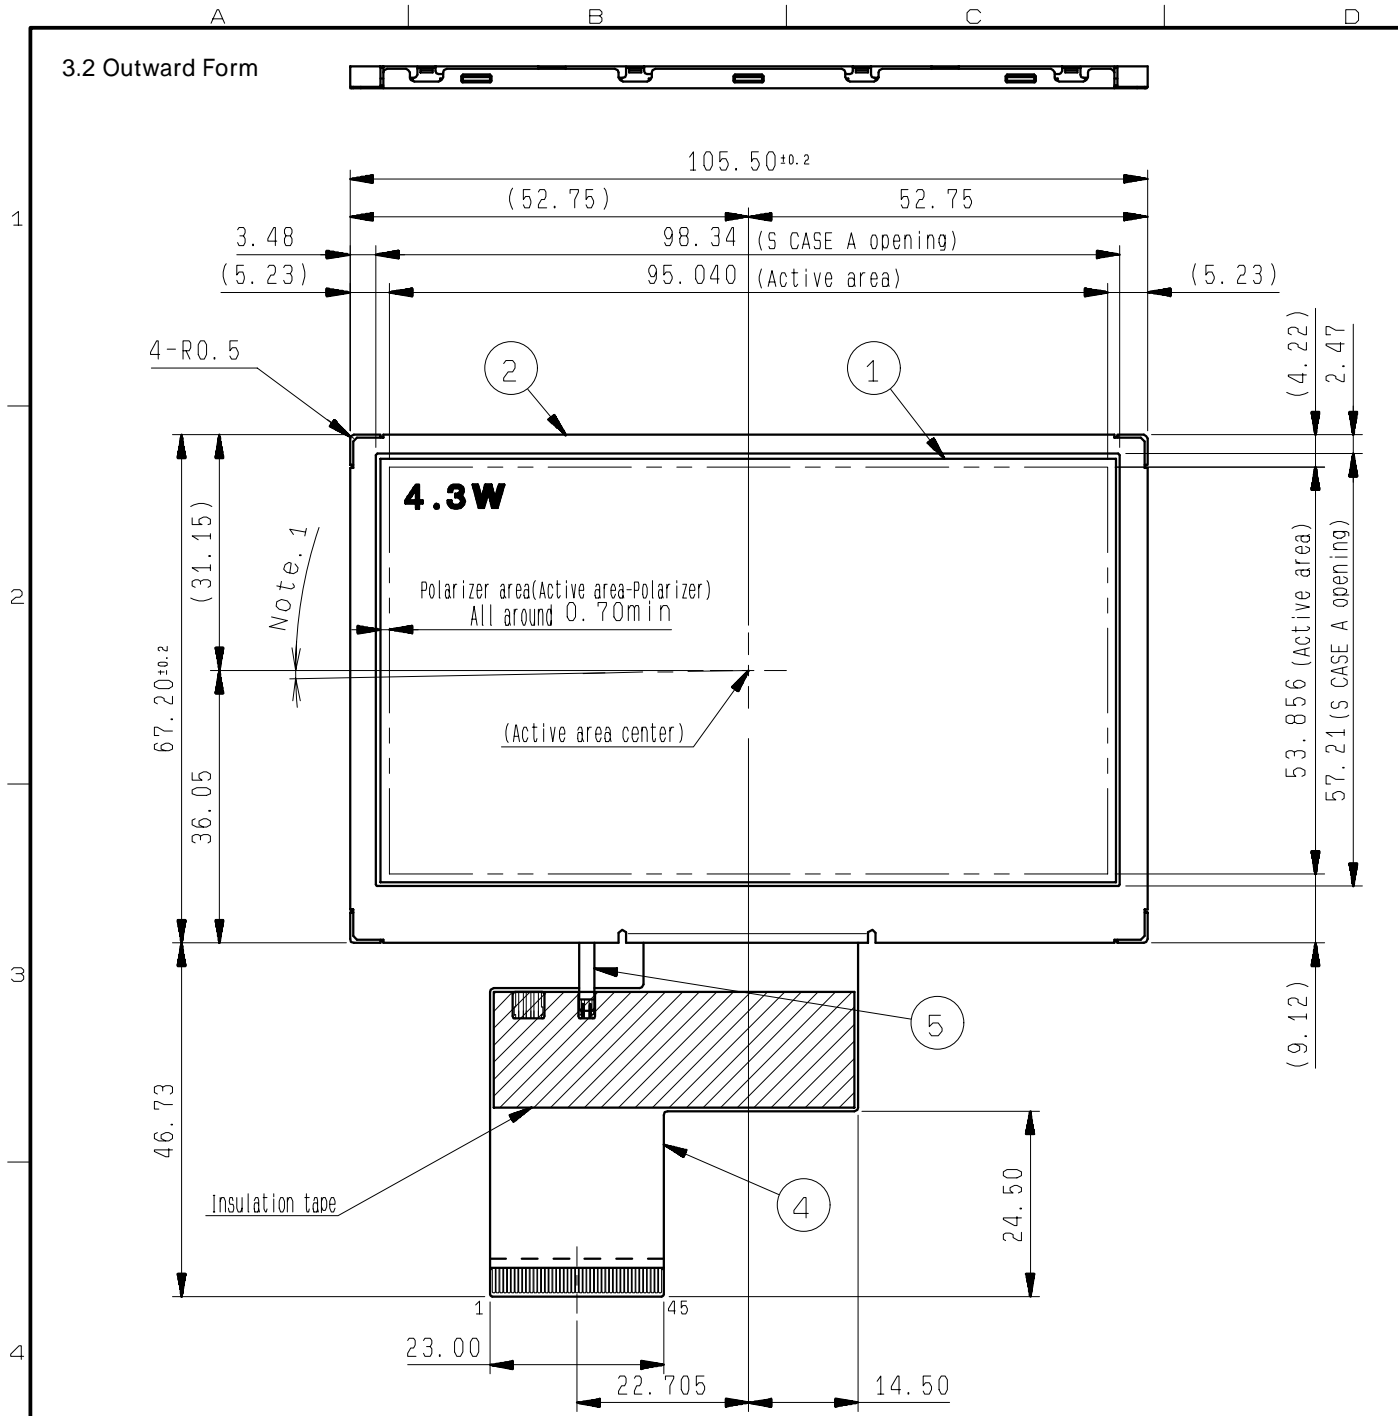 A B C D
3.2 Outward Form
105.50±0.2
(52.75) 52.75
1
3.48 98.34 (S CASE A opening)
(5.23) 95.040 (Active area) (5.23)
(4.22)
2.47
4-R0.5
2 1
4.3W
(31.15)
Note.1
2
Polarizer area(Active area-Polarizer)
All around 0.70min
67.20±0.2
53.856 (Active area)
57.21(S CASE A opening)
(Active area center)
36.05
3
5
(9.12)
46.73
Insulation tape
4
24.50
1 45
4
23.00
22.705 14.50